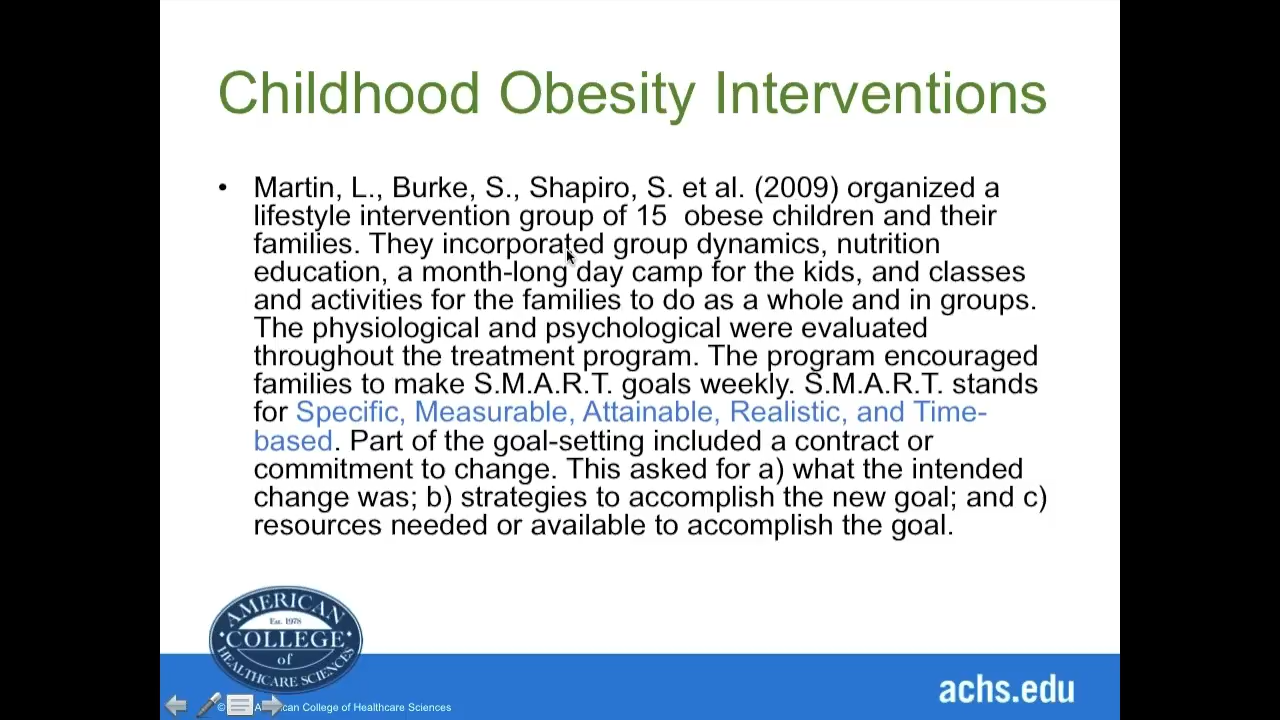 Childhood Obesity Interventions
• Martin, L., Burke, S., Shapiro, S. et al. (2009) organized a
lifestyle intervention group of 15  obese children and their
families. They incorporated group dynamics, nutrition
education, a month-long day camp for the kids, and classes
and activities for the families to do as a whole and in groups.
The physiological and psychological were evaluated
throughout the treatment program. The program encouraged
families to make S.M.A.R.T. goals weekly. S.M.A.R.T. stands
for Specific, Measurable, Attainable, Realistic, and Time-
based. Part of the goal-setting included a contract or
commitment to change. This asked for a) what the intended
change was; b) strategies to accomplish the new goal; and c)
resources needed or available to accomplish the goal.
AMERICAN
Est. 1978
COLLEGE
of
HEALTHCARE SCIENCES
achs.edu
© American College of Healthcare Sciences